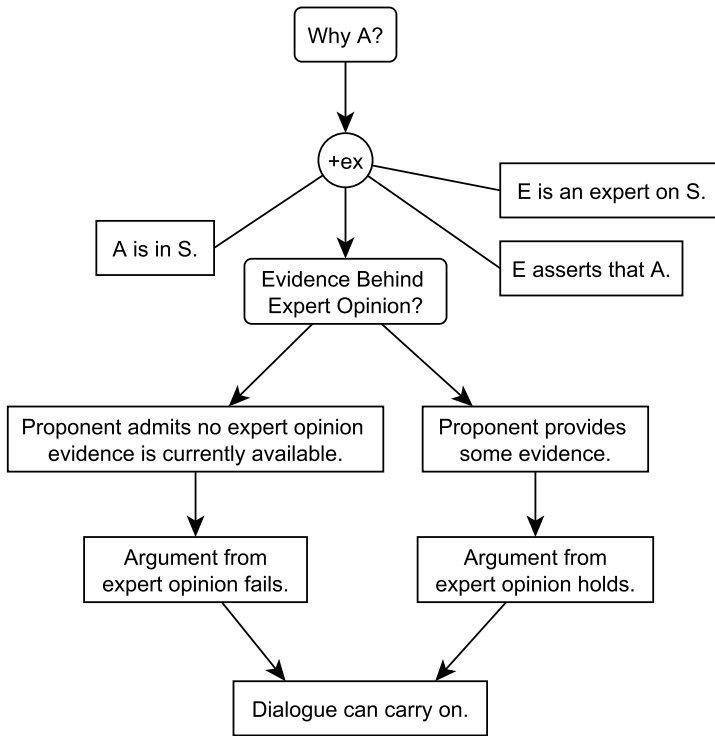 Why A?
+ex
E is an expert on S.
A is in S.
E asserts that A.
Evidence Behind
Expert Opinion?
Proponent admits no expert opinion
evidence is currently available.
Proponent provides
some evidence.
Argument from
expert opinion fails.
Argument from
expert opinion holds.
Dialogue can carry on.